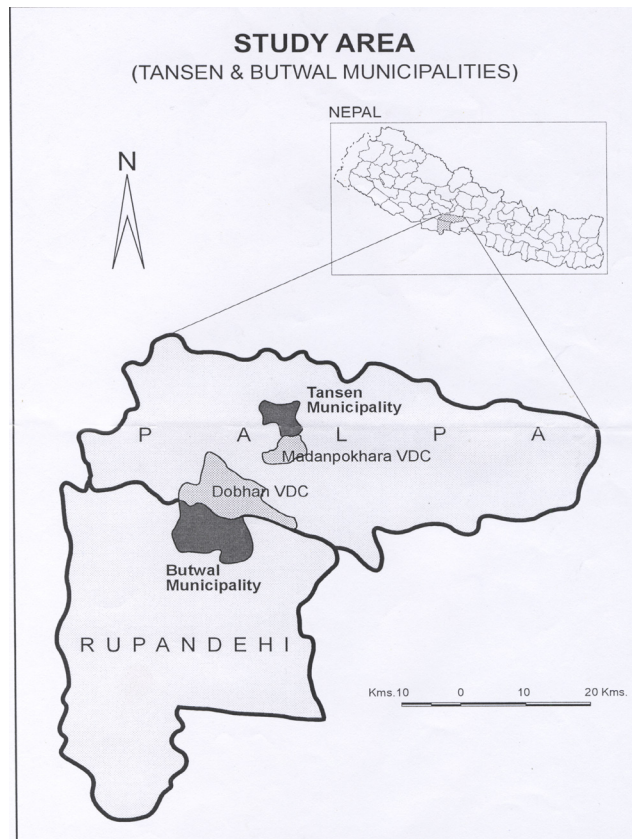 STUDY AREA
(TANSEN & BUTWAL MUNICIPALITIES)
NEPAL
N
Tansen
Municipality
P A L P A
Madanpokhara VDC
Dobhan VDC
Butwal
Municipality
RUPANDEHI
Kms. 10 0 10 20 Kms.